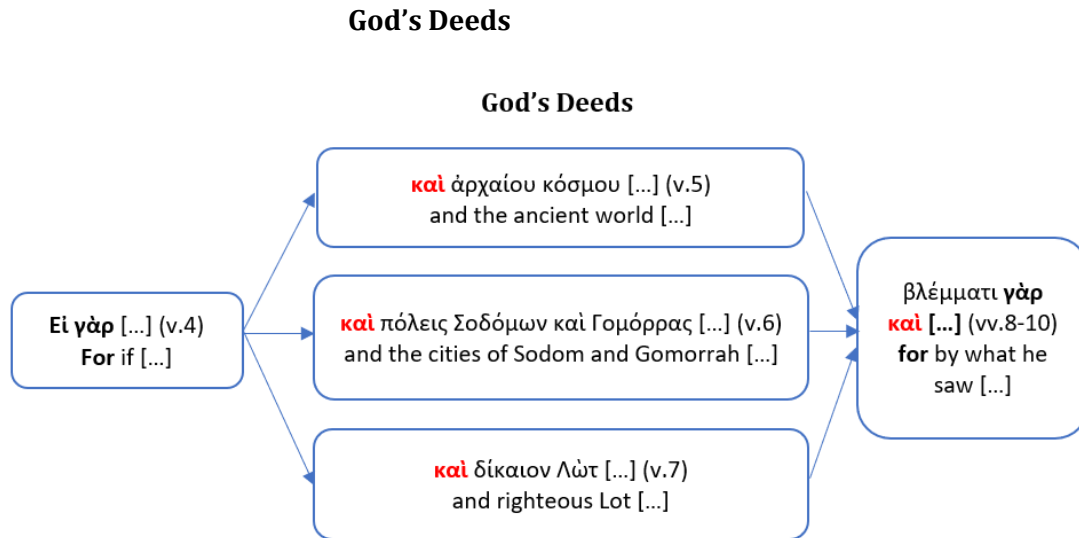 God’s Deeds
God’s Deeds
καὶ ἀρχαίου κόσμου [...] (v.5)
and the ancient world [...]
Εἰ γὰρ [...] (v.4)
For if [...]
καὶ πόλεις Σοδόμων καὶ Γομόρρας [...] (v.6)
and the cities of Sodom and Gomorrah [...]
καὶ δίκαιον Λὼτ [...] (v.7)
and righteous Lot [...]
βλέμματι γὰρ
καὶ [...] (vv.8-10)
for by what he
saw [...]